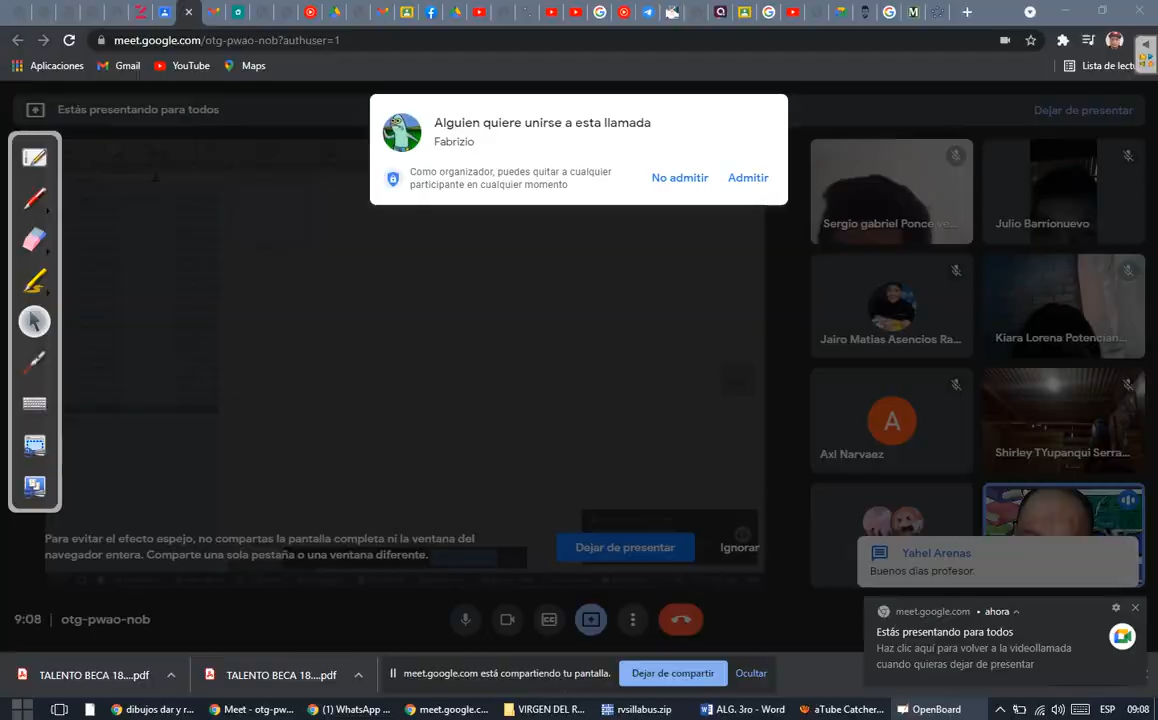 meet.google.com/otg-pwao-nob?authuser=1
Aplicaciones
Gmail
YouTube
Maps
Lista de lect
Estás presentando para todos
Dejar de presentar
Alguien quiere unirse a esta llamada
Fabrizio
Como organizador, puedes quitar a cualquier
participante en cualquier momento
No admitir
Admitir
Sergio gabriel Ponce ve...
Julio Barrionuevo
Jairo Matias Asencios Ra...
Kiara Lorena Potencian...
A
Axl Narvaez
Shirley TYupanqui Serra...
Para evitar el efecto espejo, no compartas la pantalla completa ni la ventana del
navegador entera. Comparte una sola pestaña o una ventana diferente.
Dejar de presentar
Ignorar
Yahel Arenas
Buenos días profesor.
9:08
otg-pwao-nob
meet.google.com • ahora
Estás presentando para todos
Haz clic aquí para volver a la videollamada
cuando quieras dejar de presentar
TALENTO BECA 18....pdf
TALENTO BECA 18....pdf
meet.google.com está compartiendo tu pantalla.
Dejar de compartir
Ocultar
dibujos dar y r...
Meet - otg-pw...
(1) WhatsApp ...
meet.google.c...
VIRGEN DEL R...
rvsillabus.zip
ALG. 3ro - Word
aTube Catcher...
OpenBoard
ESP
09:08